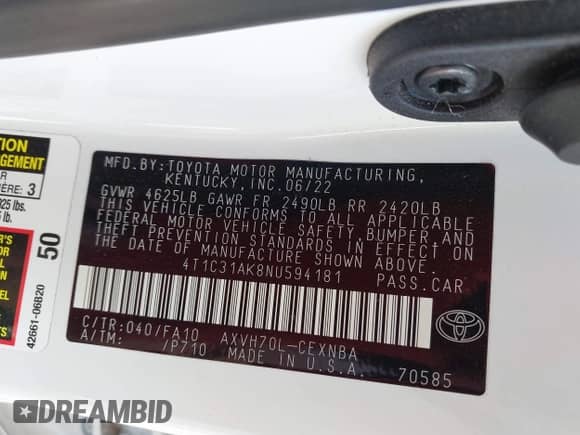 MFD.BY:TOYOTA MOTOR MANUFACTURING,
KENTUCKY, INC.06/22
GVWR 4625LB GAWR FR 2490LB RR 2420LB
THIS VEHICLE CONFORMS TO ALL APPLICABLE
FEDERAL MOTOR VEHICLE SAFETY, BUMPER, AND
THEFT PREVENTION STANDARDS IN EFFECT ON
THE DATE OF MANUFACTURE SHOWN ABOVE.
4T1C31AK8NU594181 PASS.CAR
C/TR:040/FA10 AXVH70L-CEXNBA
A/TM: /P710 MADE IN U.S.A.
70585
TOYOTA
50
42661-06B20
3
lb.
DREAMBID